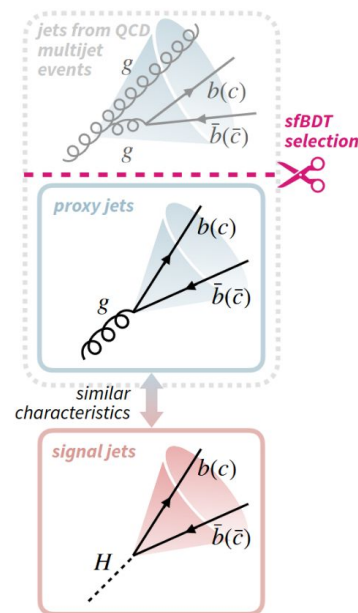 jets from QCD
multijet
events
g
b(c)
b̄(c̄)
g
sfBDT
selection
proxy jets
b(c)
g
b̄(c̄)
similar
characteristics
signal jets
b(c)
b̄(c̄)
H